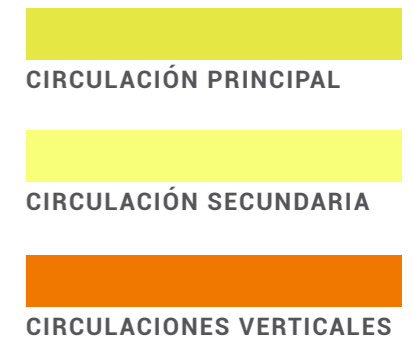 CIRCULACIÓN PRINCIPAL
CIRCULACIÓN SECUNDARIA
CIRCULACIONES VERTICALES